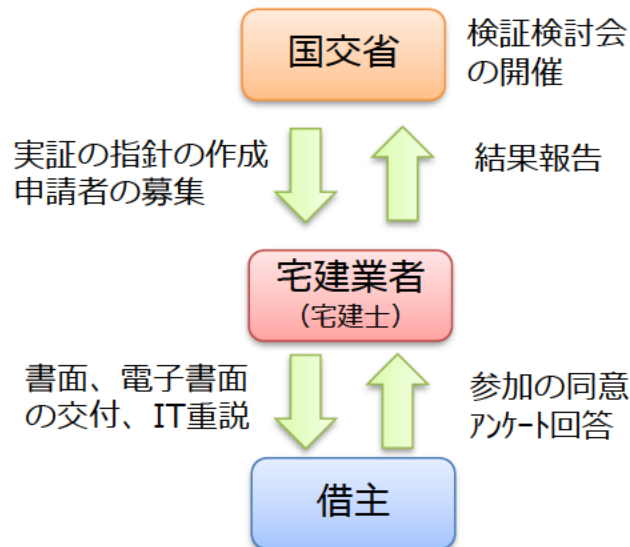 国交省
検証検討会
の開催
実証の指針の作成
申請者の募集
結果報告
宅建業者
（宅建士）
書面、電子書面
の交付、IT重説
参加の同意
ｱﾝｹｰﾄ回答
借主